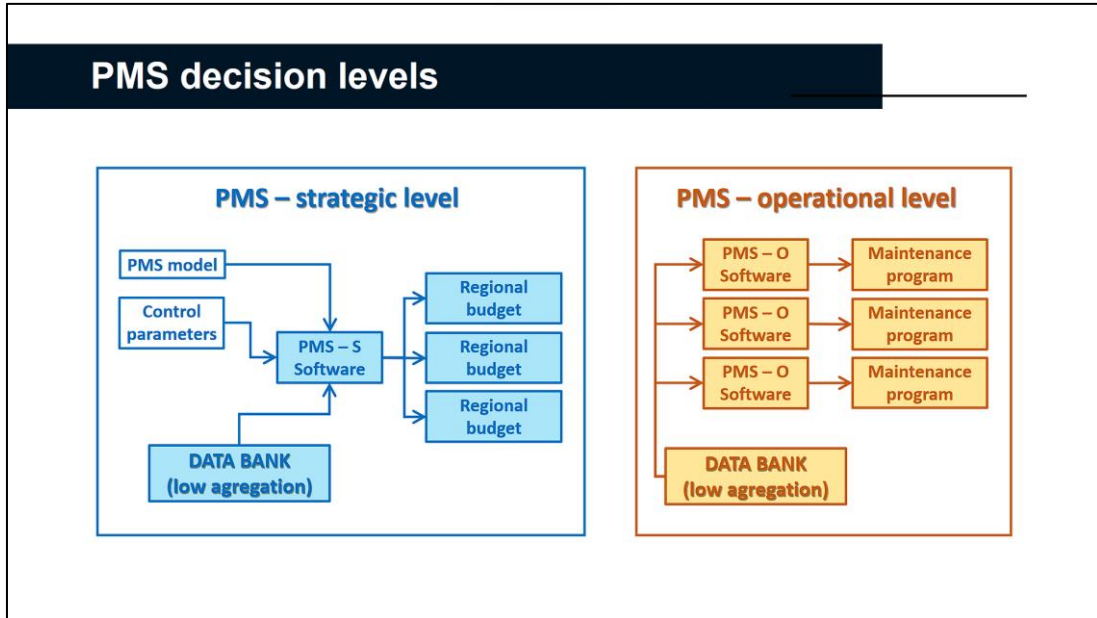 PMS decision levels
PMS – strategic level
PMS model
Control
parameters
PMS – S
Software
Regional
budget
Regional
budget
Regional
budget
DATA BANK
(low agregation)
PMS – operational level
PMS – O
Software
Maintenance
program
PMS – O
Software
Maintenance
program
PMS – O
Software
Maintenance
program
DATA BANK
(low agregation)